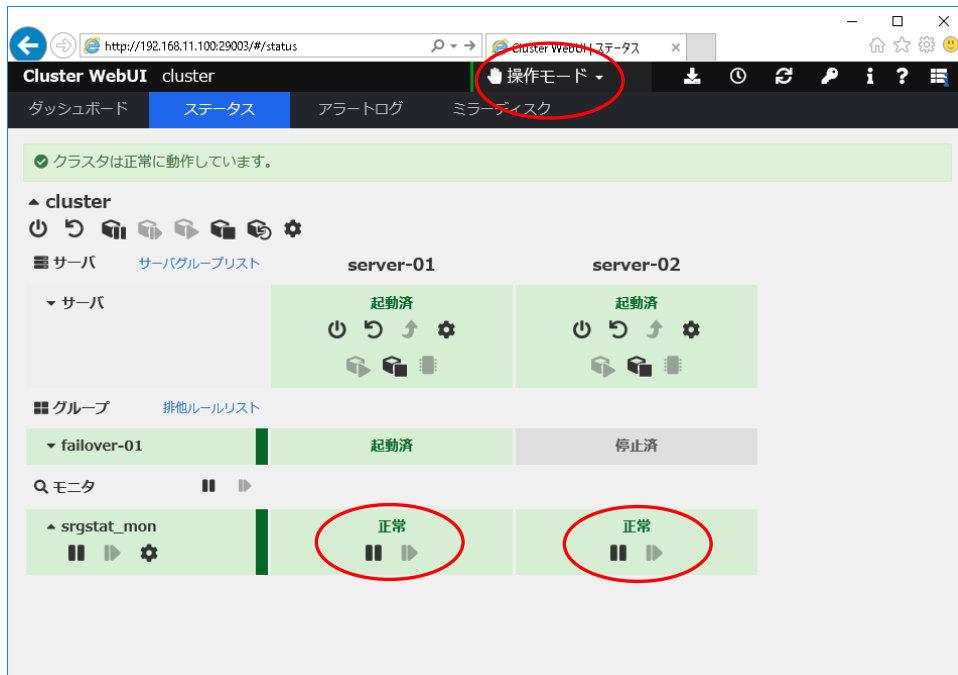 http://192.168.11.100:29003/#/status
Cluster WebUI | ステータス
Cluster WebUI cluster
操作モード
ダッシュボード ステータス アラートログ ミラーディスク
クラスタは正常に動作しています。
cluster
サーバ サーバグループリスト server-01 server-02
サーバ 起動済 起動済
グループ 排他ルールリスト
failover-01 起動済 停止済
モニタ
srgstat_mon 正常 正常